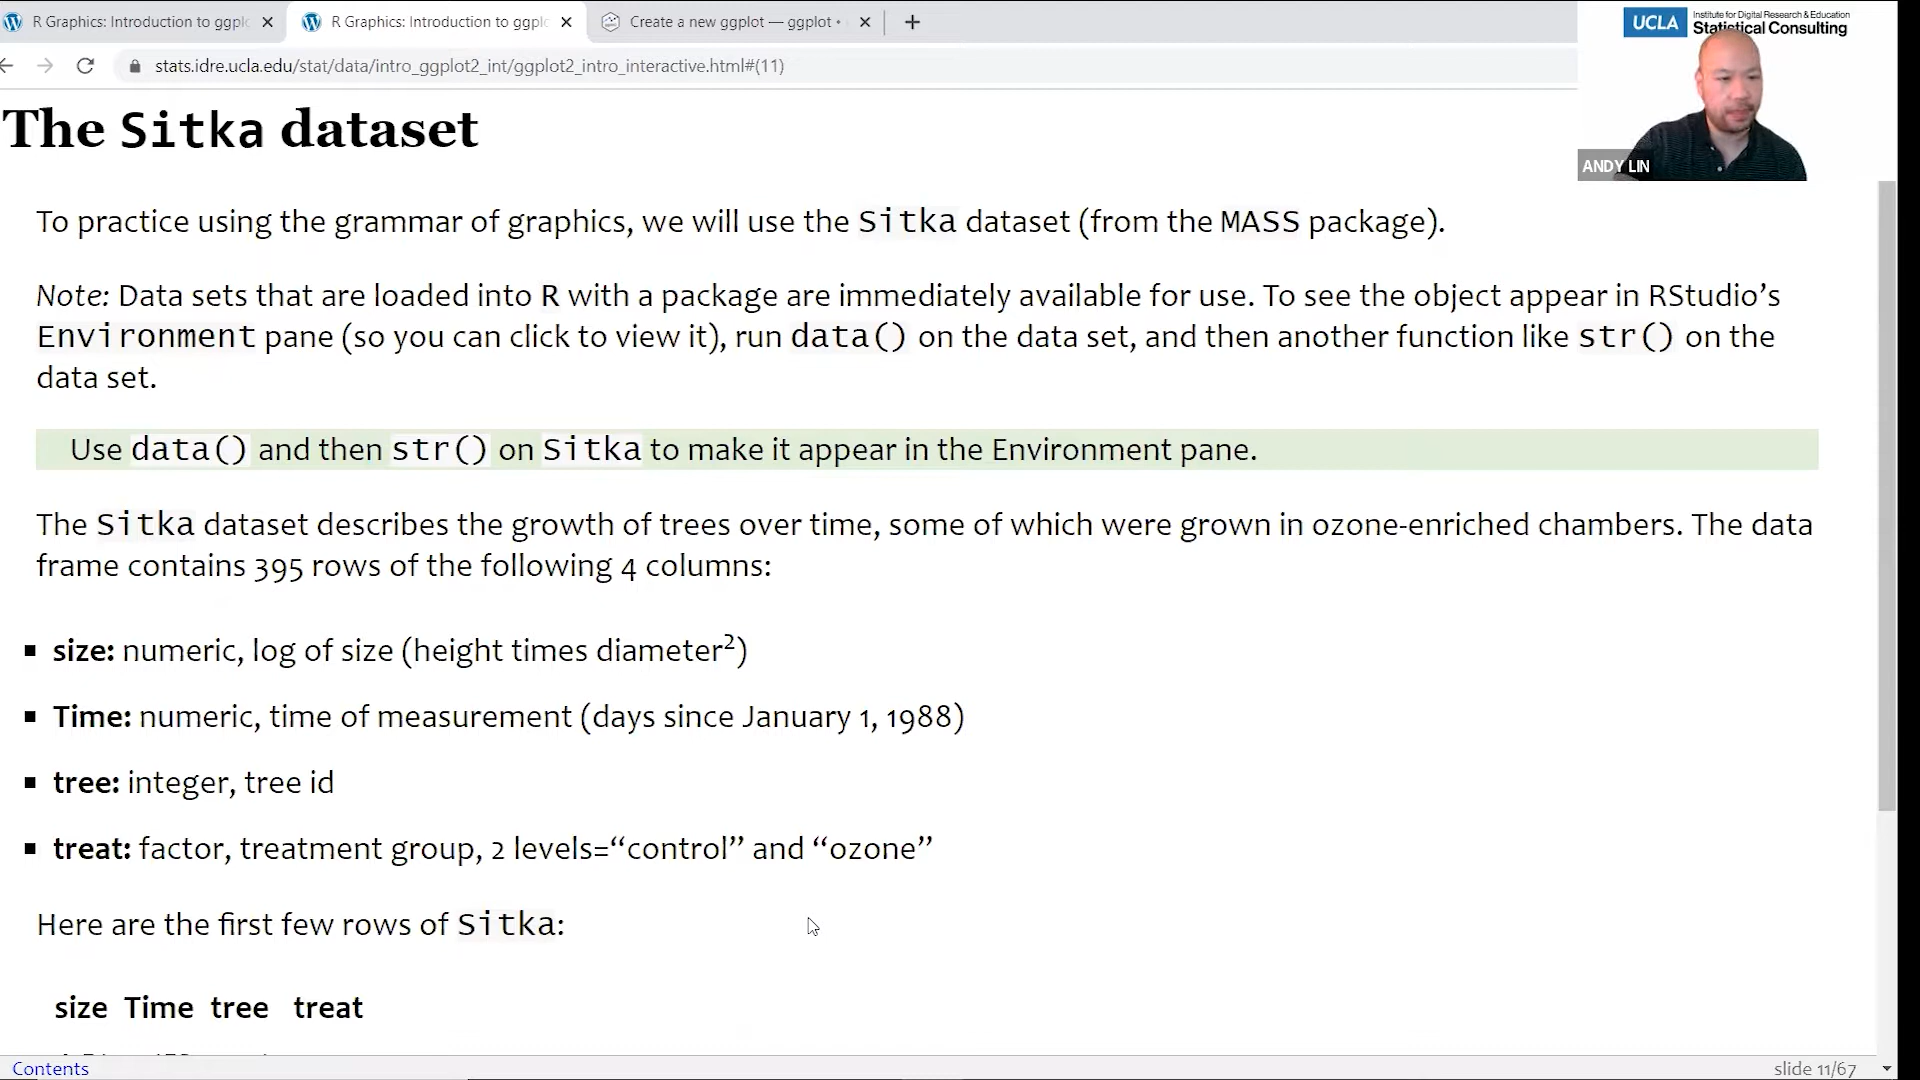 R Graphics: Introduction to ggplo
R Graphics: Introduction to ggplo
Create a new ggplot — ggplot •
stats.idre.ucla.edu/stat/data/intro_ggplot2_int/ggplot2_intro_interactive.html#(11)
UCLA
Institute for Digital Research & Education
Statistical Consulting
ANDY LIN
The Sitka dataset
To practice using the grammar of graphics, we will use the Sitka dataset (from the MASS package).
Note: Data sets that are loaded into R with a package are immediately available for use. To see the object appear in RStudio’s
Environment pane (so you can click to view it), run data() on the data set, and then another function like str() on the
data set.
Use data() and then str() on Sitka to make it appear in the Environment pane.
The Sitka dataset describes the growth of trees over time, some of which were grown in ozone-enriched chambers. The data
frame contains 395 rows of the following 4 columns:
▪ size: numeric, log of size (height times diameter²)
▪ Time: numeric, time of measurement (days since January 1, 1988)
▪ tree: integer, tree id
▪ treat: factor, treatment group, 2 levels=“control” and “ozone”
Here are the first few rows of Sitka:
size Time tree treat
Contents
slide 11/67